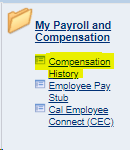 My Payroll and
Compensation
Compensation
History
Employee Pay
Stub
Cal Employee
Connect (CEC)